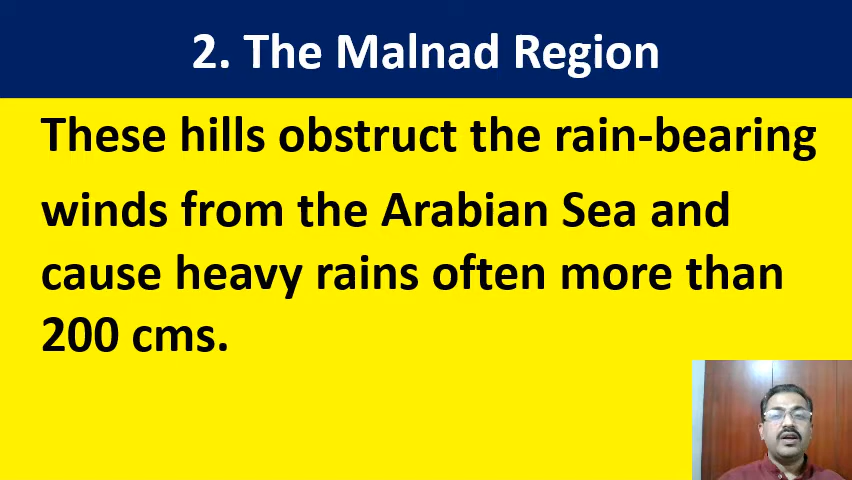 2. The Malnad Region
These hills obstruct the rain-bearing
winds from the Arabian Sea and
cause heavy rains often more than
200 cms.